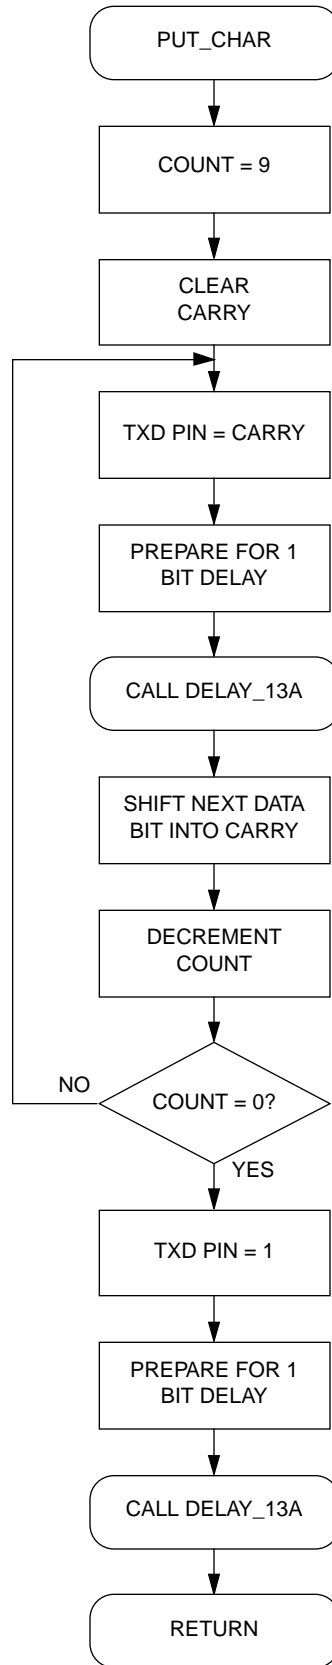 PUT_CHAR
COUNT = 9
CLEAR
CARRY
TXD PIN = CARRY
PREPARE FOR 1
BIT DELAY
CALL DELAY_13A
SHIFT NEXT DATA
BIT INTO CARRY
DECREMENT
COUNT
NO
COUNT = 0?
YES
TXD PIN = 1
PREPARE FOR 1
BIT DELAY
CALL DELAY_13A
RETURN